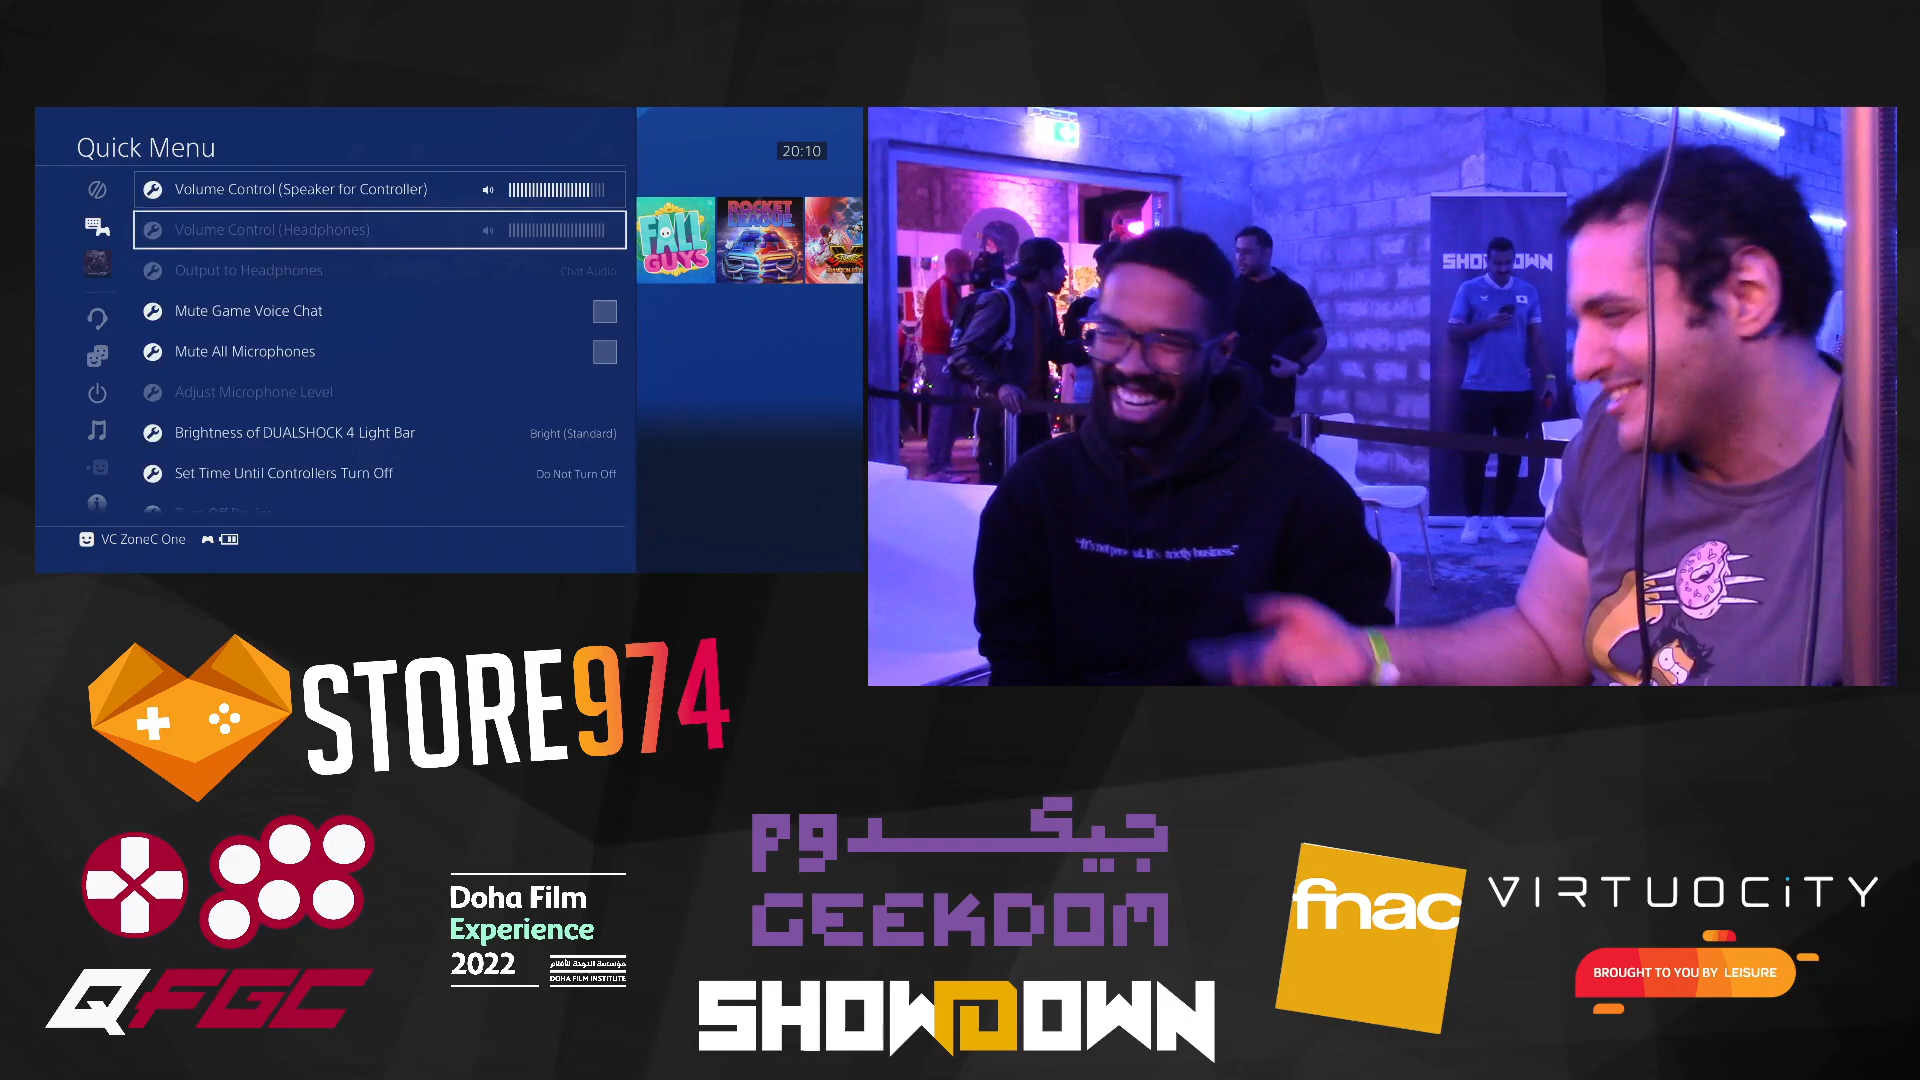 Quick Menu
20:10
Volume Control (Speaker for Controller)
Volume Control (Headphones)
Output to Headphones
Chat Audio
Mute Game Voice Chat
Mute All Microphones
Adjust Microphone Level
Brightness of DUALSHOCK 4 Light Bar
Bright (Standard)
Set Time Until Controllers Turn Off
Do Not Turn Off
VC ZoneC One
FALL
GUYS
ROCKET
LEAGUE
SHOWDOWN
STORE974
QFGC
Doha Film
Experience
2022
مؤسسة الدوحة للأفلام
DOHA FILM INSTITUTE
جيكدوم
GEEKDOM
SHOWDOWN
fnac
VIRTUOCITY
BROUGHT TO YOU BY LEISURE